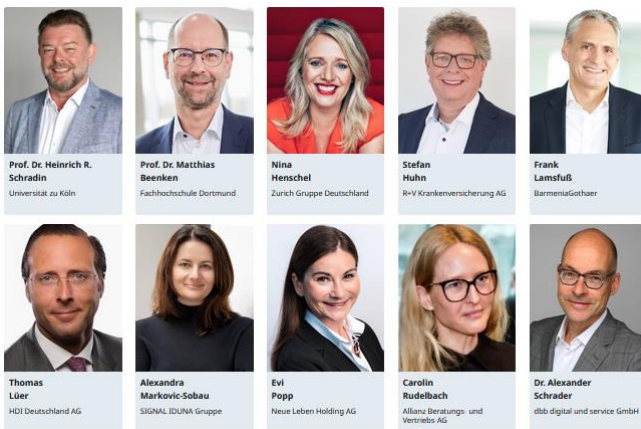 Prof. Dr. Heinrich R.
Schradin
Universität zu Köln
Prof. Dr. Matthias
Beenken
Fachhochschule Dortmund
Nina
Henschel
Zurich Gruppe Deutschland
Stefan
Huhn
R+V Krankenversicherung AG
Frank
Lamsfuß
BarmeniaGothaer
Thomas
Lüer
HDI Deutschland AG
Alexandra
Markovic-Sobau
SIGNAL IDUNA Gruppe
Evi
Popp
Neue Leben Holding AG
Carolin
Rudelbach
Allianz Beratungs- und
Vertriebs AG
Dr. Alexander
Schrader
dbb digital und service GmbH